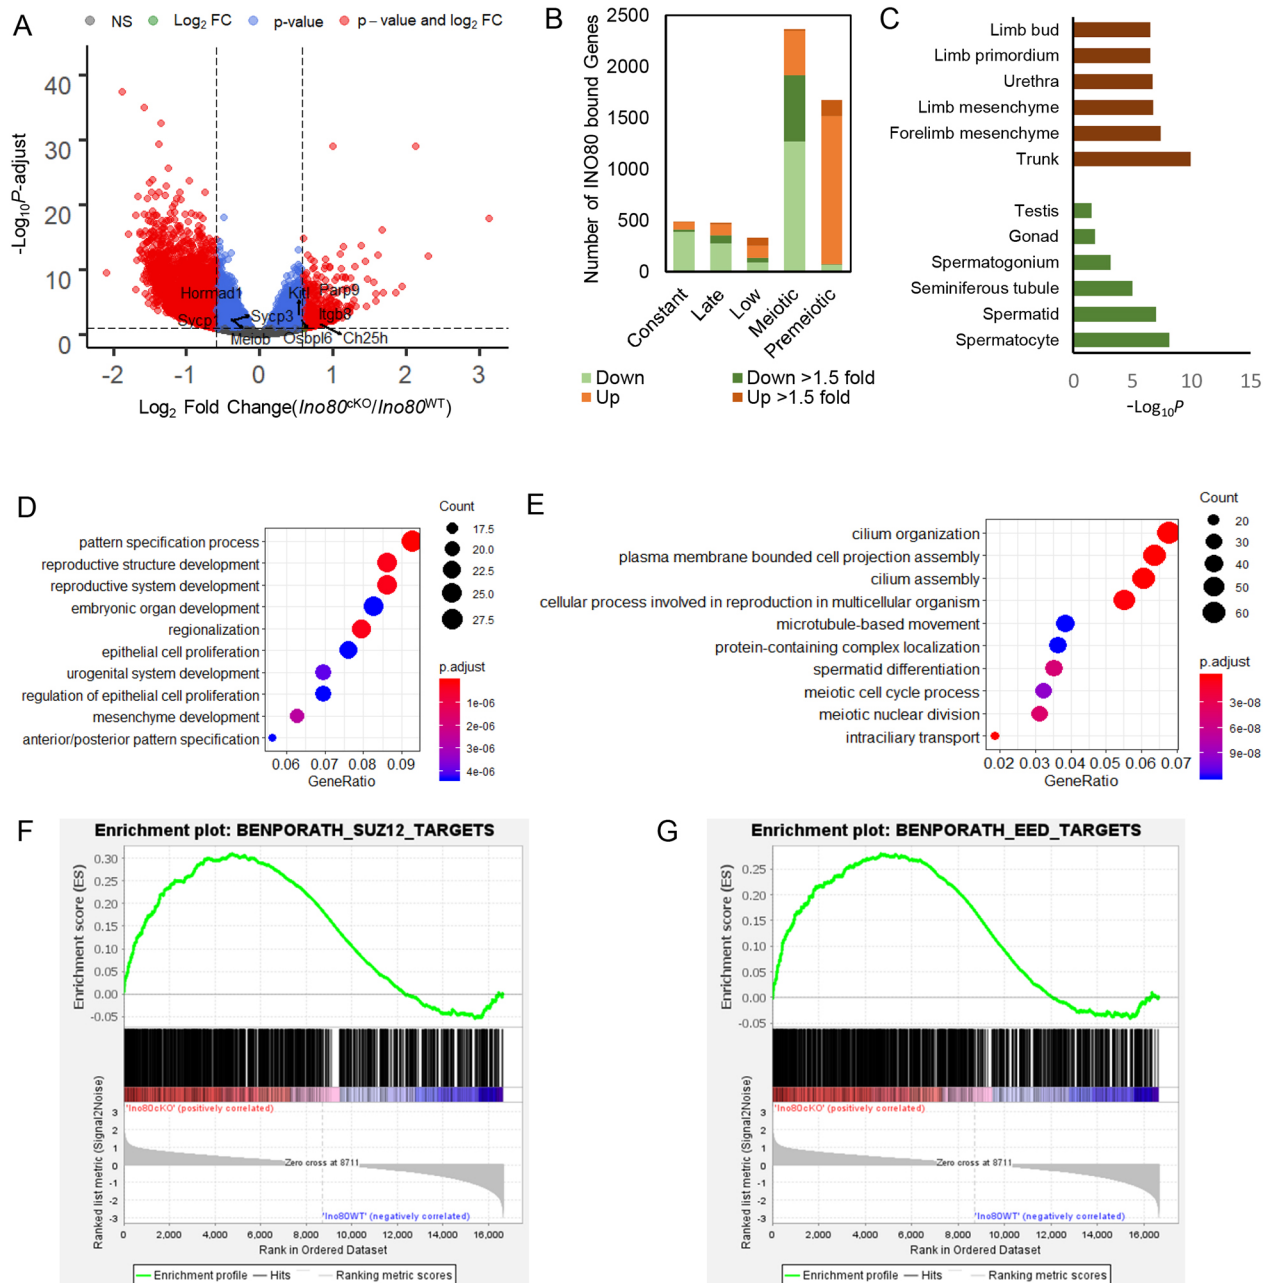 A
NS
Log2 FC
p-value
p – value and log2 FC
-Log10P-adjust
40
30
20
10
0
Hormad1
Kitl
Parp9
Sycp1
Sycp3
Itgb8
Meiob
Osbpl6
Ch25h
-2
-1
0
1
2
3
Log2 Fold Change(Ino80cKO/Ino80WT)
B
Number of INO80 bound Genes
2500
2000
1500
1000
500
0
Constant
Late
Low
Meiotic
Premeiotic
Down
Down >1.5 fold
Up
Up >1.5 fold
C
Limb bud
Limb primordium
Urethra
Limb mesenchyme
Forelimb mesenchyme
Trunk
Testis
Gonad
Spermatogonium
Seminiferous tubule
Spermatid
Spermatocyte
0
5
10
15
-Log10P
D
pattern specification process
reproductive structure development
reproductive system development
embryonic organ development
regionalization
epithelial cell proliferation
urogenital system development
regulation of epithelial cell proliferation
mesenchyme development
anterior/posterior pattern specification
0.06
0.07
0.08
0.09
GeneRatio
Count
17.5
20.0
22.5
25.0
27.5
p.adjust
1e-06
2e-06
3e-06
4e-06
E
cilium organization
plasma membrane bounded cell projection assembly
cilium assembly
cellular process involved in reproduction in multicellular organism
microtubule-based movement
protein-containing complex localization
spermatid differentiation
meiotic cell cycle process
meiotic nuclear division
intraciliary transport
0.02
0.03
0.04
0.05
0.06
0.07
GeneRatio
Count
20
30
40
50
60
p.adjust
3e-08
6e-08
9e-08
F
Enrichment plot: BENPORATH_SUZ12_TARGETS
Enrichment score (ES)
0.30
0.25
0.20
0.15
0.10
0.05
0.00
-0.05
Ranked list metric (Signal2Noise)
'Ino80cKO' (positively correlated)
3
2
1
0
-1
-2
-3
Zero cross at 8711
'Ino80WT' (negatively correlated)
0
2,000
4,000
6,000
8,000
10,000
12,000
14,000
16,000
Rank in Ordered Dataset
Enrichment profile
Hits
Ranking metric scores
G
Enrichment plot: BENPORATH_EED_TARGETS
Enrichment score (ES)
0.25
0.20
0.15
0.10
0.05
0.00
-0.05
Ranked list metric (Signal2Noise)
'Ino80cKO' (positively correlated)
3
2
1
0
-1
-2
-3
Zero cross at 8711
'Ino80WT' (negatively correlated)
0
2,000
4,000
6,000
8,000
10,000
12,000
14,000
16,000
Rank in Ordered Dataset
Enrichment profile
Hits
Ranking metric scores